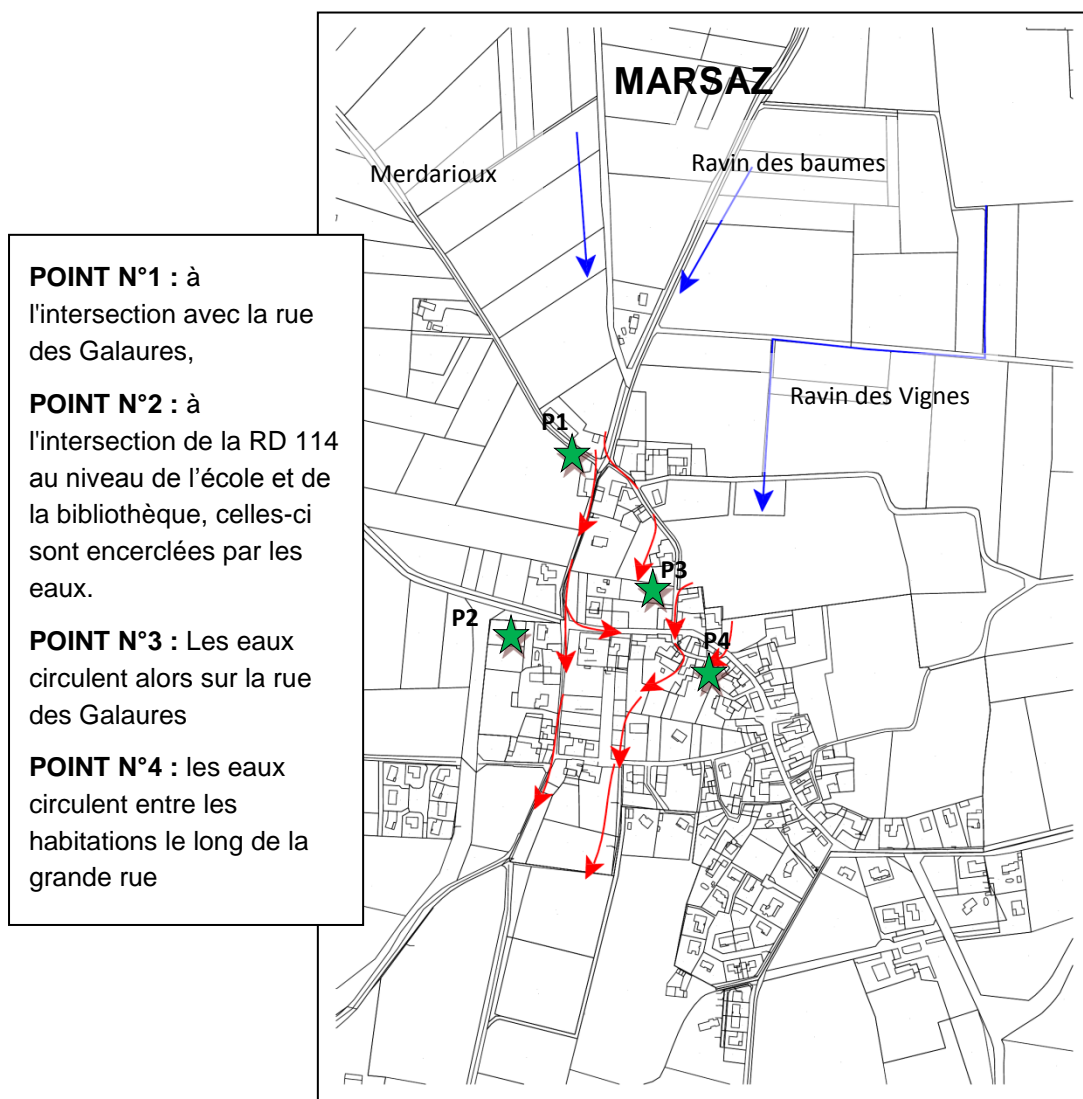 MARSAZ
Merdarioux
Ravin des baumes
Ravin des Vignes
P1
P2
P3
P4
POINT N°1 : à
l'intersection avec la rue
des Galaures,
POINT N°2 : à
l'intersection de la RD 114
au niveau de l’école et de
la bibliothèque, celles-ci
sont encerclées par les
eaux.
POINT N°3 : Les eaux
circulent alors sur la rue
des Galaures
POINT N°4 : les eaux
circulent entre les
habitations le long de la
grande rue